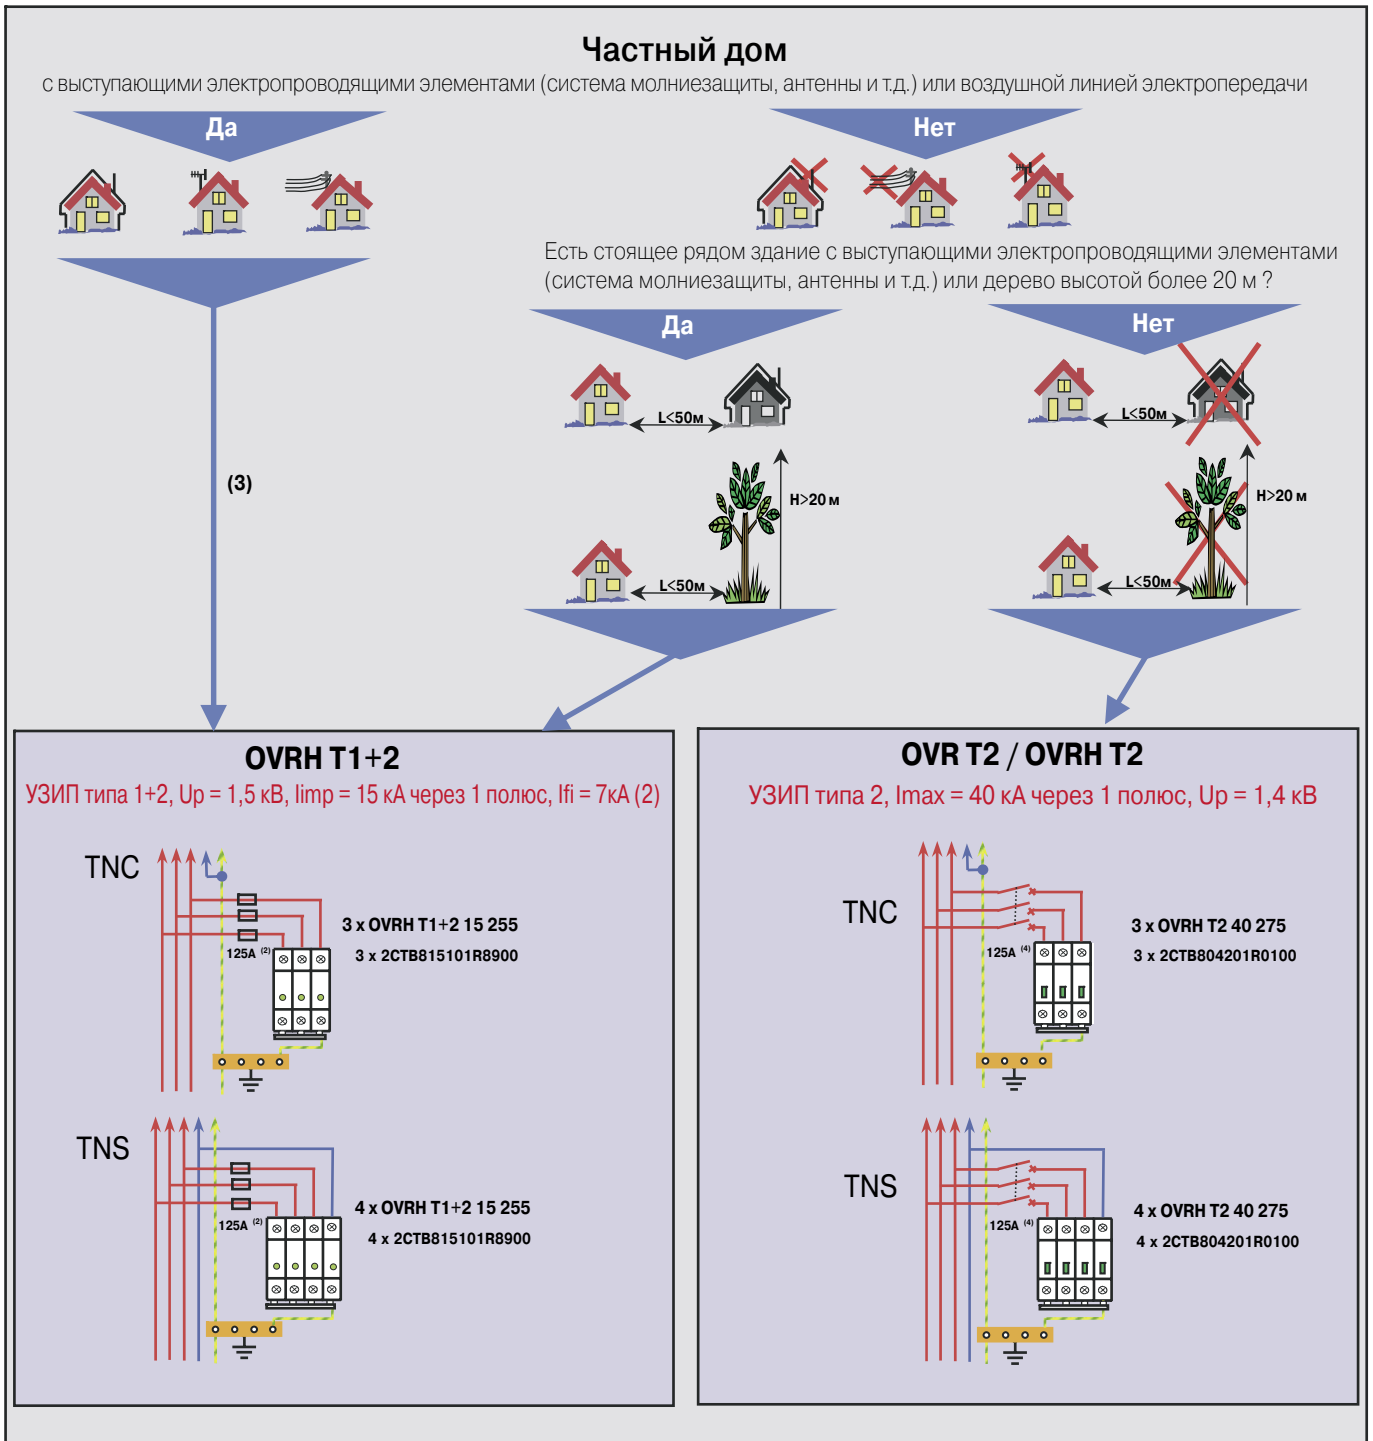 Частный дом
с выступающими электропроводящими элементами (система молниезащиты, антенны и т.д.) или воздушной линией электропередачи
Да
Нет
Есть стоящее рядом здание с выступающими электропроводящими элементами
(система молниезащиты, антенны и т.д.) или дерево высотой более 20 м ?
Да
Нет
L<50м
L<50м
(3)
H>20 м
H>20 м
L<50м
L<50м
OVRH T1+2
УЗИП типа 1+2, Up = 1,5 кВ, Iimp = 15 кА через 1 полюс, Ifi = 7кА (2)
TNC
3 x OVRH T1+2 15 255
3 x 2CTB815101R8900
125A (2)
TNS
4 x OVRH T1+2 15 255
4 x 2CTB815101R8900
125A (2)
OVR T2 / OVRH T2
УЗИП типа 2, Imax = 40 кА через 1 полюс, Up = 1,4 кВ
TNC
3 x OVRH T2 40 275
3 x 2CTB804201R0100
125A (4)
TNS
4 x OVRH T2 40 275
4 x 2CTB804201R0100
125A (4)